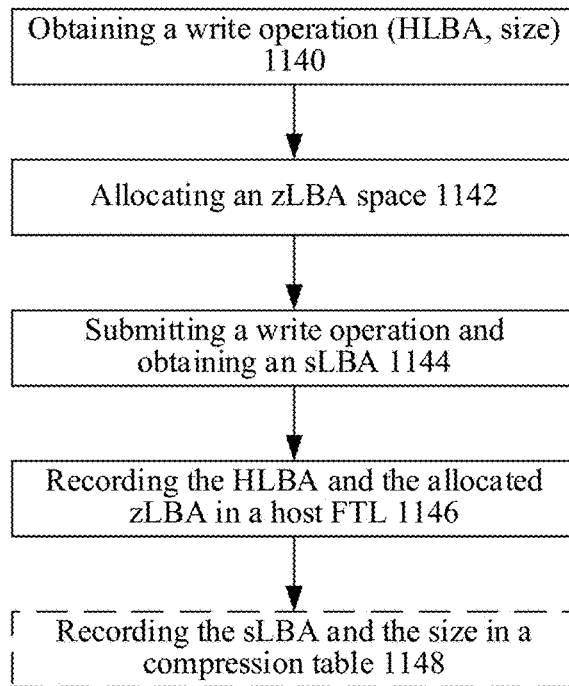 Obtaining a write operation (HLBA, size)
1140
Allocating an zLBA space 1142
Submitting a write operation and
obtaining an sLBA 1144
Recording the HLBA and the allocated
zLBA in a host FTL 1146
Recording the sLBA and the size in a
compression table 1148